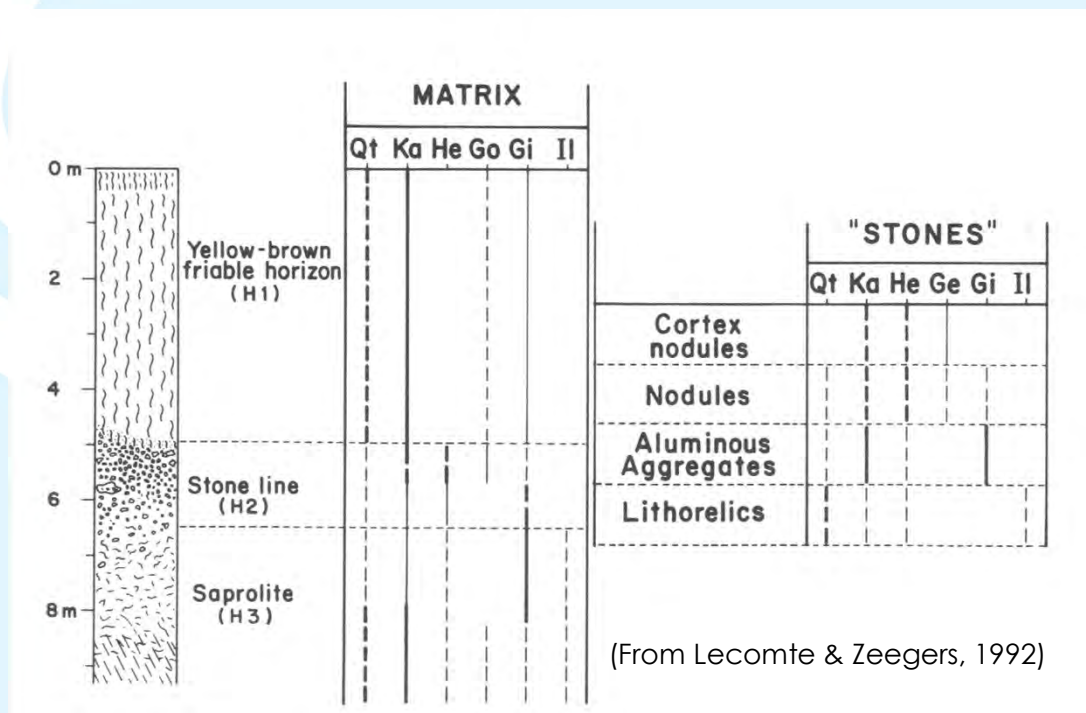 MATRIX
Qt Ka He Go Gi Il
0 m
2
4
6
8 m
Yellow-brown
friable horizon
(H1)
Stone line
(H2)
Saprolite
(H3)
"STONES"
Qt Ka He Ge Gi Il
Cortex
nodules
Nodules
Aluminous
Aggregates
Lithorelics
(From Lecomte & Zeegers, 1992)